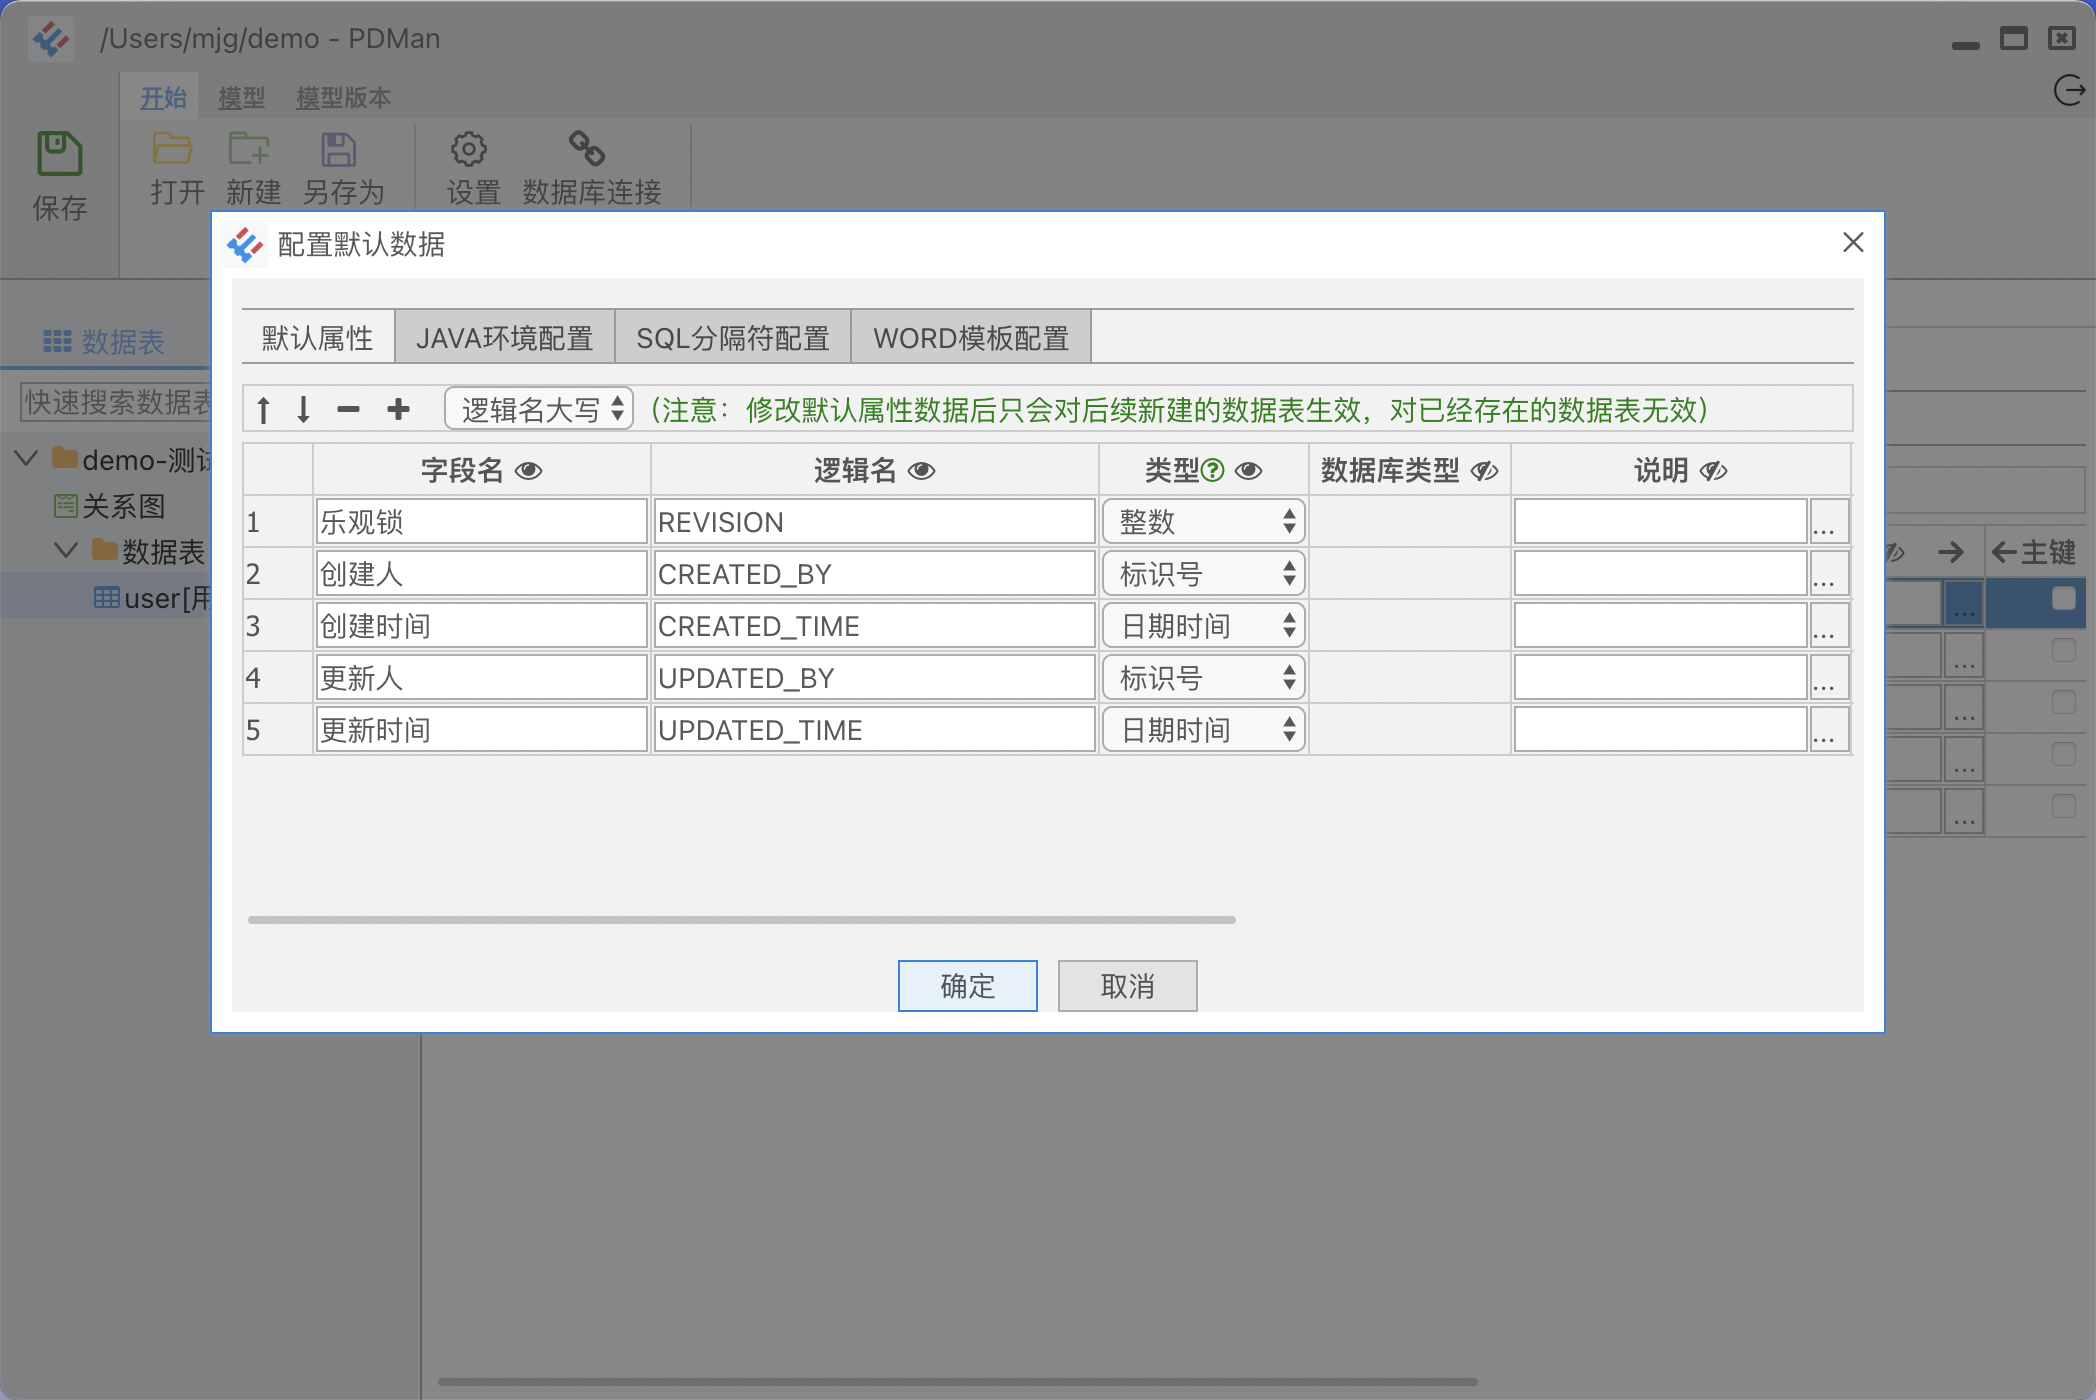 /Users/mjg/demo - PDMan
开始 模型 模型版本
保存 打开 新建 另存为 设置 数据库连接
配置默认数据
数据表
默认属性 JAVA环境配置 SQL分隔符配置 WORD模板配置
快速搜索数据表
逻辑名大写 (注意：修改默认属性数据后只会对后续新建的数据表生效，对已经存在的数据表无效)
demo-测试
关系图
数据表
user[用
字段名 逻辑名 类型 数据库类型 说明
1 乐观锁 REVISION 整数 ...
2 创建人 CREATED_BY 标识号 ...
3 创建时间 CREATED_TIME 日期时间 ...
4 更新人 UPDATED_BY 标识号 ...
5 更新时间 UPDATED_TIME 日期时间 ...
主键
...
...
...
...
...
确定 取消